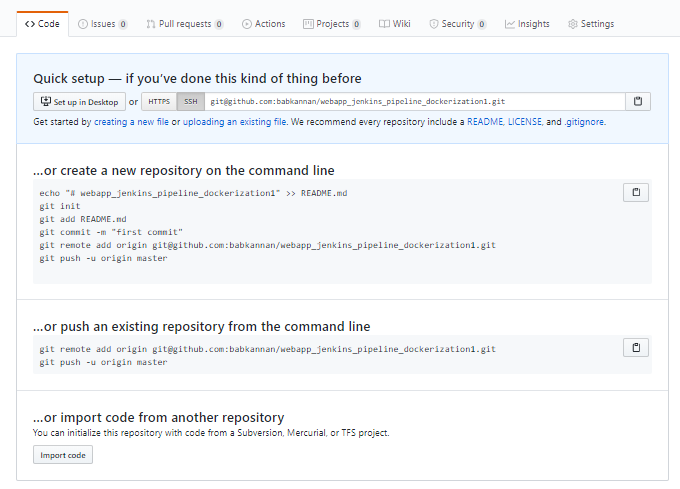 Code Issues 0 Pull requests 0 Actions Projects 0 Wiki Security 0 Insights Settings
Quick setup — if you've done this kind of thing before
Set up in Desktop or HTTPS SSH git@github.com:babkannan/webapp_jenkins_pipeline_dockerization1.git
Get started by creating a new file or uploading an existing file. We recommend every repository include a README, LICENSE, and .gitignore.
…or create a new repository on the command line
echo "# webapp_jenkins_pipeline_dockerization1" >> README.md
git init
git add README.md
git commit -m "first commit"
git remote add origin git@github.com:babkannan/webapp_jenkins_pipeline_dockerization1.git
git push -u origin master
…or push an existing repository from the command line
git remote add origin git@github.com:babkannan/webapp_jenkins_pipeline_dockerization1.git
git push -u origin master
…or import code from another repository
You can initialize this repository with code from a Subversion, Mercurial, or TFS project.
Import code